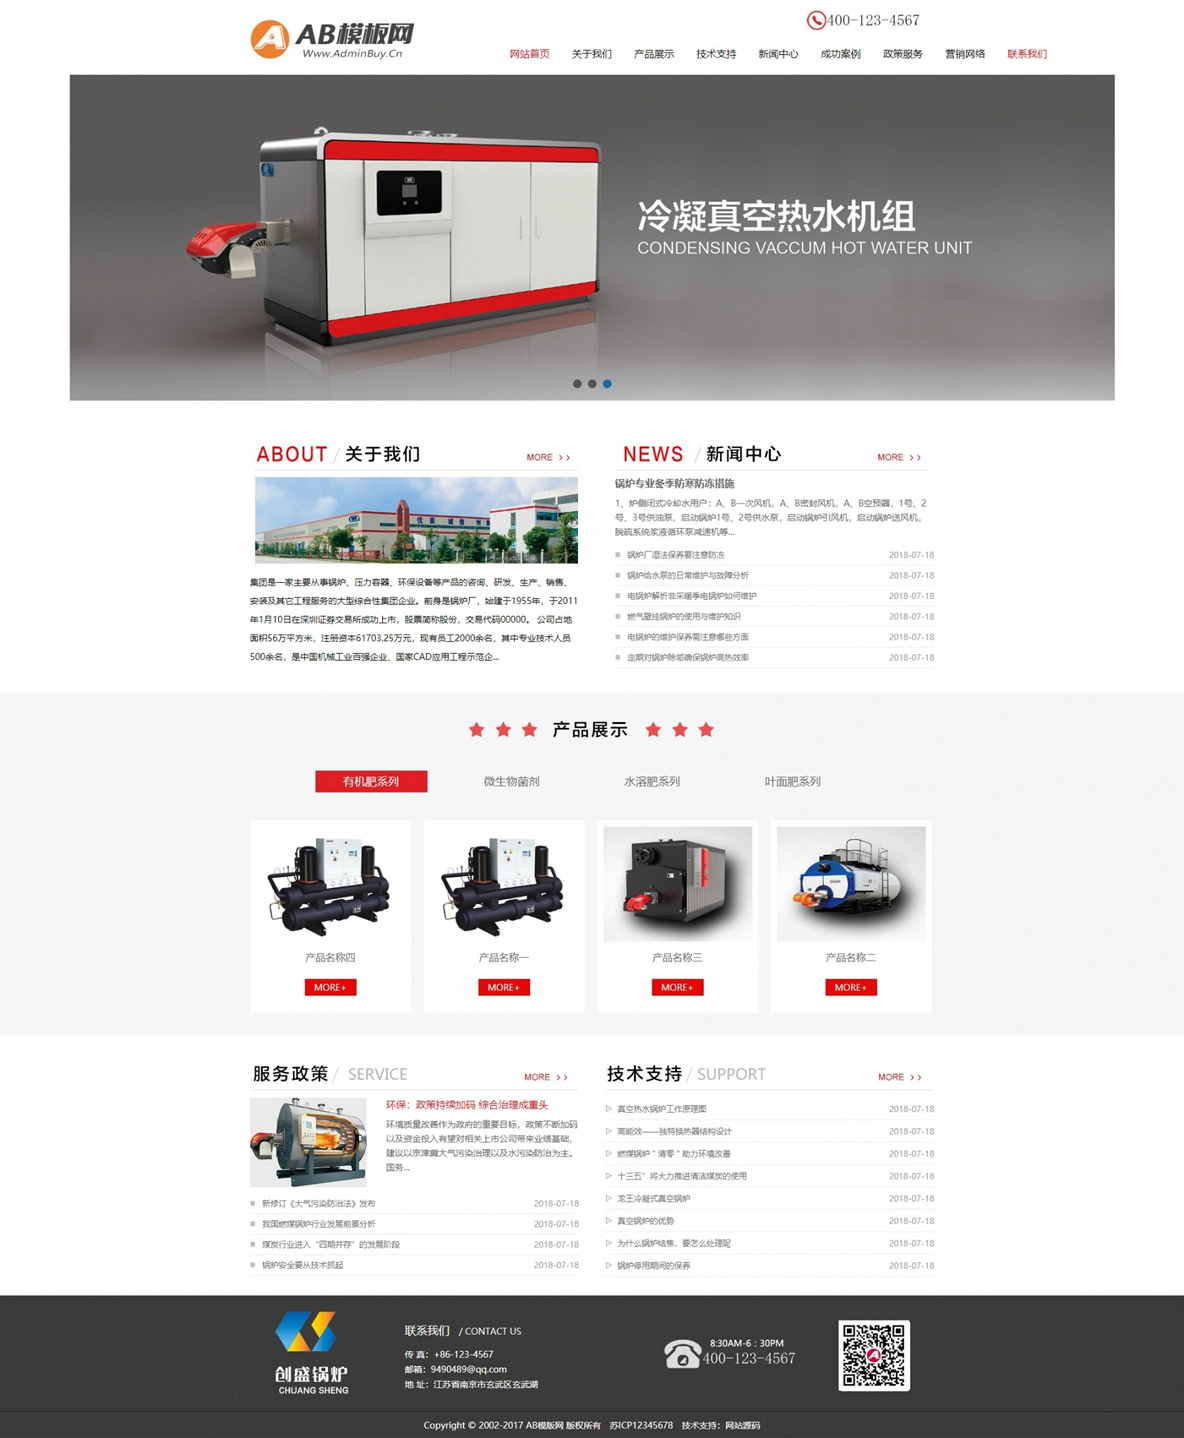 AB模板网
Www.AdminBuy.Cn
400-123-4567
网站首页 关于我们 产品展示 技术支持 新闻中心 成功案例 政策服务 营销网络 联系我们
冷凝真空热水机组
CONDENSING VACCUM HOT WATER UNIT
ABOUT / 关于我们 MORE >>
集团是一家主要从事锅炉、压力容器、环保设备等产品的咨询、研发、生产、销售、
安装及其它工程服务的大型综合性集团企业。前身是锅炉厂，始建于1955年，于2011
年1月10日在深圳证券交易所成功上市，股票简称股份，交易代码00000。 公司占地
面积56万平方米，注册资本61703.25万元，现有员工2000余名，其中专业技术人员
500余名，是中国机械工业百强企业、国家CAD应用工程示范企...
NEWS / 新闻中心 MORE >>
锅炉专业冬季防寒防冻措施
1、炉侧闭式冷却水用户：A、B一次风机，A、B密封风机，A、B空预器，1号、2
号、3号供油泵，启动锅炉1号、2号供水泵，启动锅炉引风机，启动锅炉送风机，
脱硫系统浆液循环泵减速机等...
锅炉厂湿法保养要注意防冻 2018-07-18
锅炉给水泵的日常维护与故障分析 2018-07-18
电锅炉解析非采暖季电锅炉如何维护 2018-07-18
燃气壁挂锅炉的使用与维护知识 2018-07-18
电锅炉的维护保养需注意哪些方面 2018-07-18
定期对锅炉除垢确保锅炉高热效率 2018-07-18
产品展示
有机肥系列 微生物菌剂 水溶肥系列 叶面肥系列
产品名称四 产品名称一 产品名称三 产品名称二
MORE+ MORE+ MORE+ MORE+
服务政策 / SERVICE MORE >>
环保：政策持续加码 综合治理成重头
环境质量改善作为政府的重要目标，政策不断加码
以及资金投入有望对相关上市公司带来业绩基础，
建议以京津冀大气污染治理以及水污染防治为主。
国务...
新修订《大气污染防治法》发布 2018-07-18
我国燃煤锅炉行业发展前景分析 2018-07-18
煤炭行业进入“四期并存”的发展阶段 2018-07-18
锅炉安全要从技术抓起 2018-07-18
技术支持 / SUPPORT MORE >>
真空热水锅炉工作原理图 2018-07-18
高能效——独特换热器结构设计 2018-07-18
燃煤锅炉＂清零＂助力环境改善 2018-07-18
十三五”将大力推进清洁煤炭的使用 2018-07-18
龙王冷凝式真空锅炉 2018-07-18
真空锅炉的优势 2018-07-18
为什么锅炉结焦，要怎么处理呢 2018-07-18
锅炉停用期间的保养 2018-07-18
创盛锅炉
CHUANG SHENG
联系我们 / CONTACT US
传 真：+86-123-4567
邮箱：9490489@qq.com
地 址：江苏省南京市玄武区玄武湖
8:30AM-6：30PM
400-123-4567
Copyright © 2002-2017 AB模版网 版权所有 苏ICP12345678 技术支持：网站源码